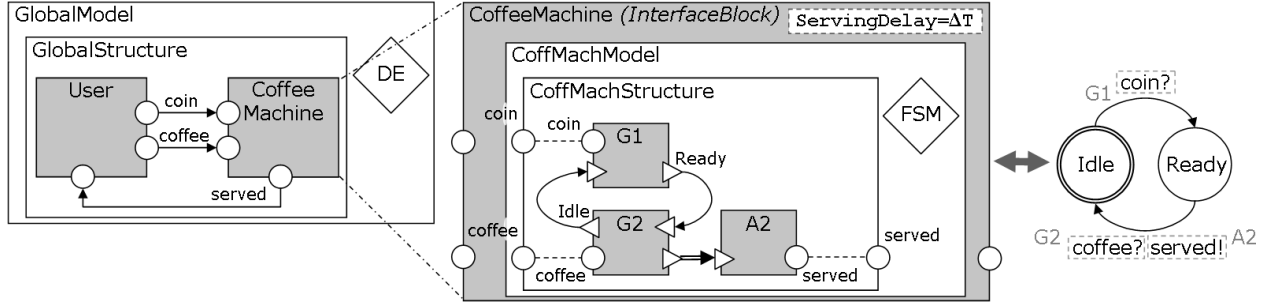 GlobalModel
GlobalStructure
User
coin
coffee
Coffee
Machine
served
DE
CoffeeMachine (InterfaceBlock)
ServingDelay=ΔT
CoffMachModel
CoffMachStructure
FSM
coin
coin
G1
Ready
Idle
G2
A2
coffee
coffee
served
served
G1
coin?
Idle
Ready
G2
coffee?
served!
A2